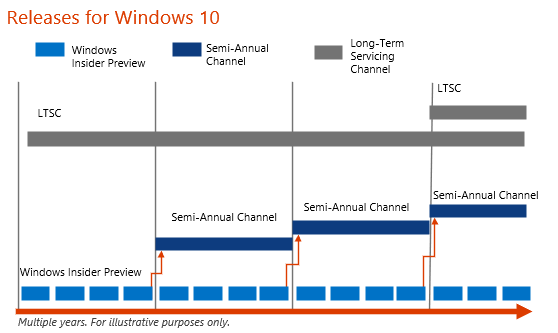 Releases for Windows 10
Windows
Insider Preview
Semi-Annual
Channel
Long-Term
Servicing
Channel
LTSC
LTSC
Semi-Annual Channel
Semi-Annual Channel
Semi-Annual Channel
Windows Insider Preview
Multiple years. For illustrative purposes only.